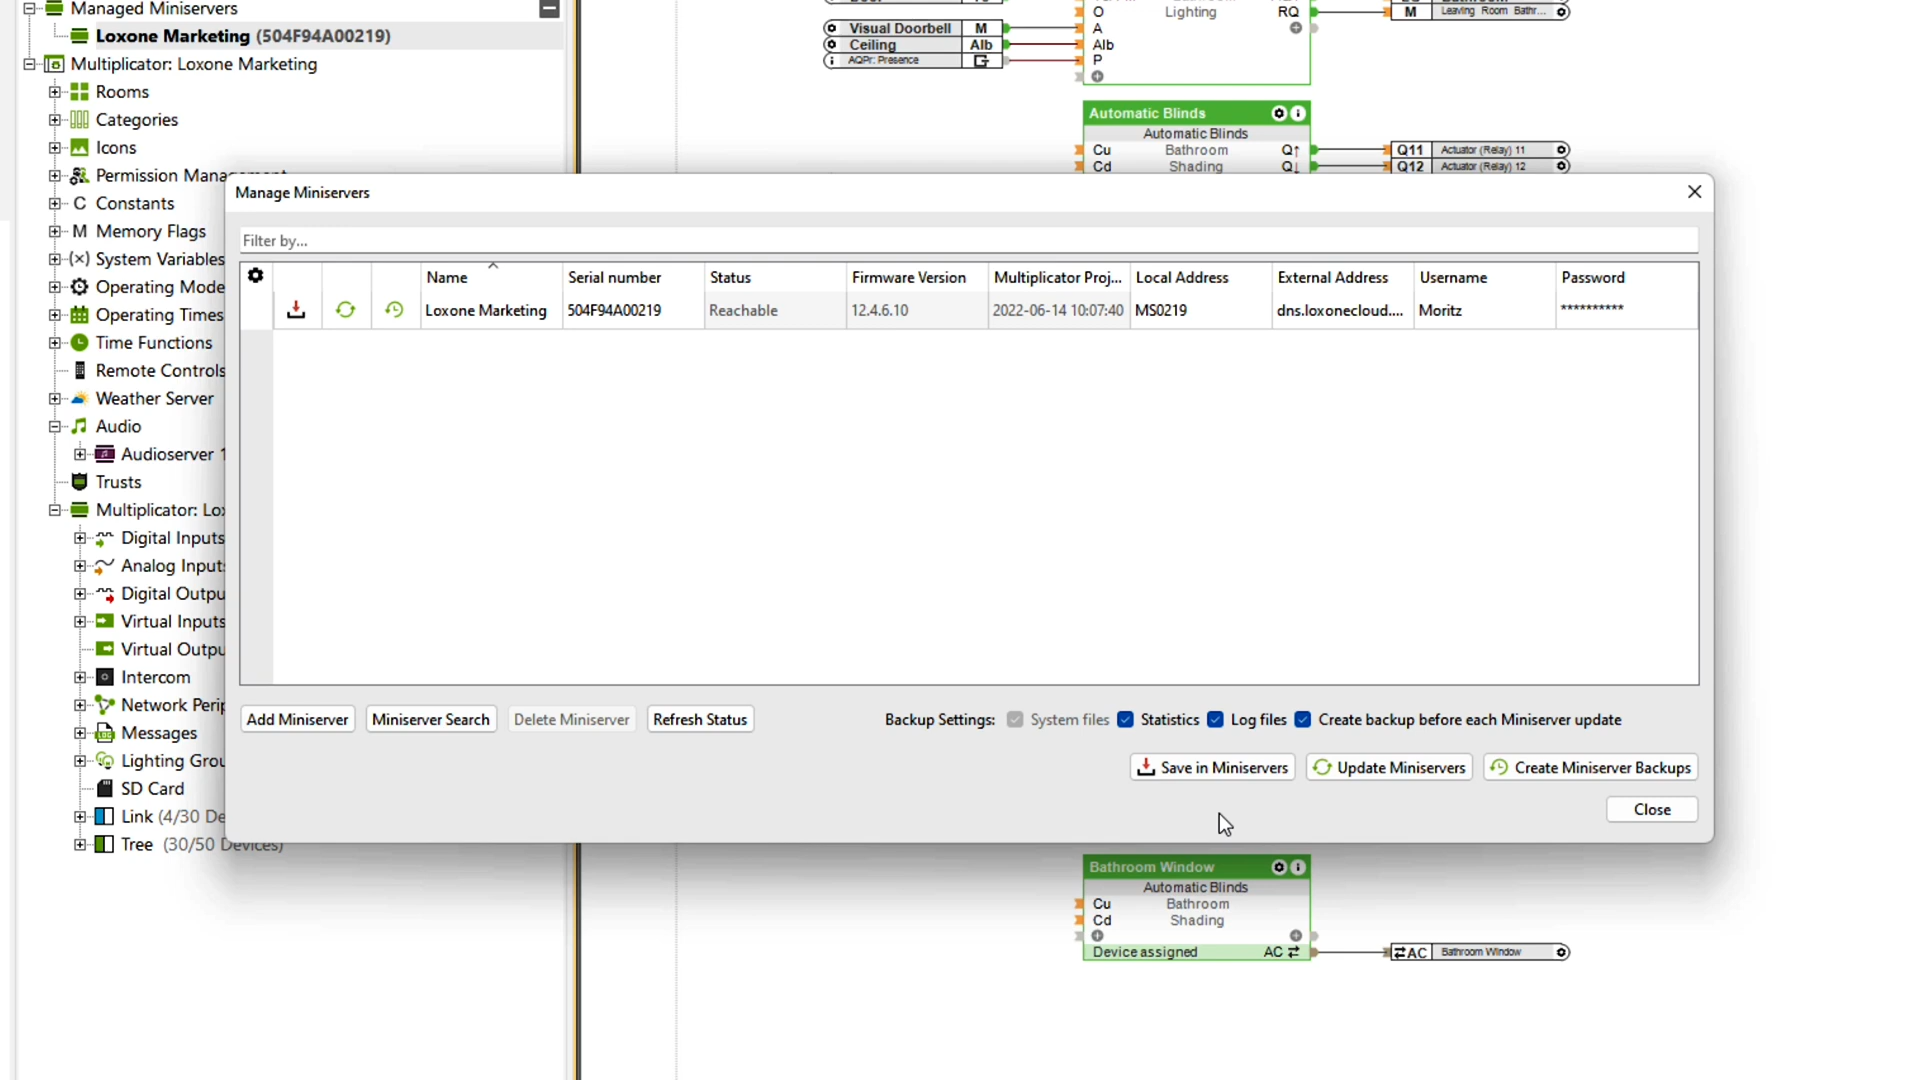 Managed Miniservers
Loxone Marketing (504F94A00219)
Multiplicator: Loxone Marketing
Rooms
Categories
Icons
Permission Mana
Constants
Memory Flags
System Variables
Operating Mode
Operating Times
Time Functions
Remote Controls
Weather Server
Audio
Audioserver 1
Trusts
Multiplicator: Lox
Digital Inputs
Analog Inputs
Digital Outpu
Virtual Inputs
Virtual Outpu
Intercom
Network Perip
Messages
Lighting Grou
SD Card
Link (4/30 De
Tree (30/50 Devices)
O Lighting RQ
M Leaving Room Bathr...
Visual Doorbell M A
Ceiling AIb AIb
AQPr: Presence P
Automatic Blinds
Automatic Blinds
Cu Bathroom Q↑ Q11 Actuator (Relay) 11
Cd Shading Q↓ Q12 Actuator (Relay) 12
Manage Miniservers
Filter by...
Name Serial number Status Firmware Version Multiplicator Proj... Local Address External Address Username Password
Loxone Marketing 504F94A00219 Reachable 12.4.6.10 2022-06-14 10:07:40 MS0219 dns.loxonecloud.... Moritz **********
Add Miniserver Miniserver Search Delete Miniserver Refresh Status Backup Settings: System files Statistics Log files Create backup before each Miniserver update
Save in Miniservers Update Miniservers Create Miniserver Backups
Close
Bathroom Window
Automatic Blinds
Cu Bathroom
Cd Shading
Device assigned AC ⇄ ⇄AC Bathroom Window